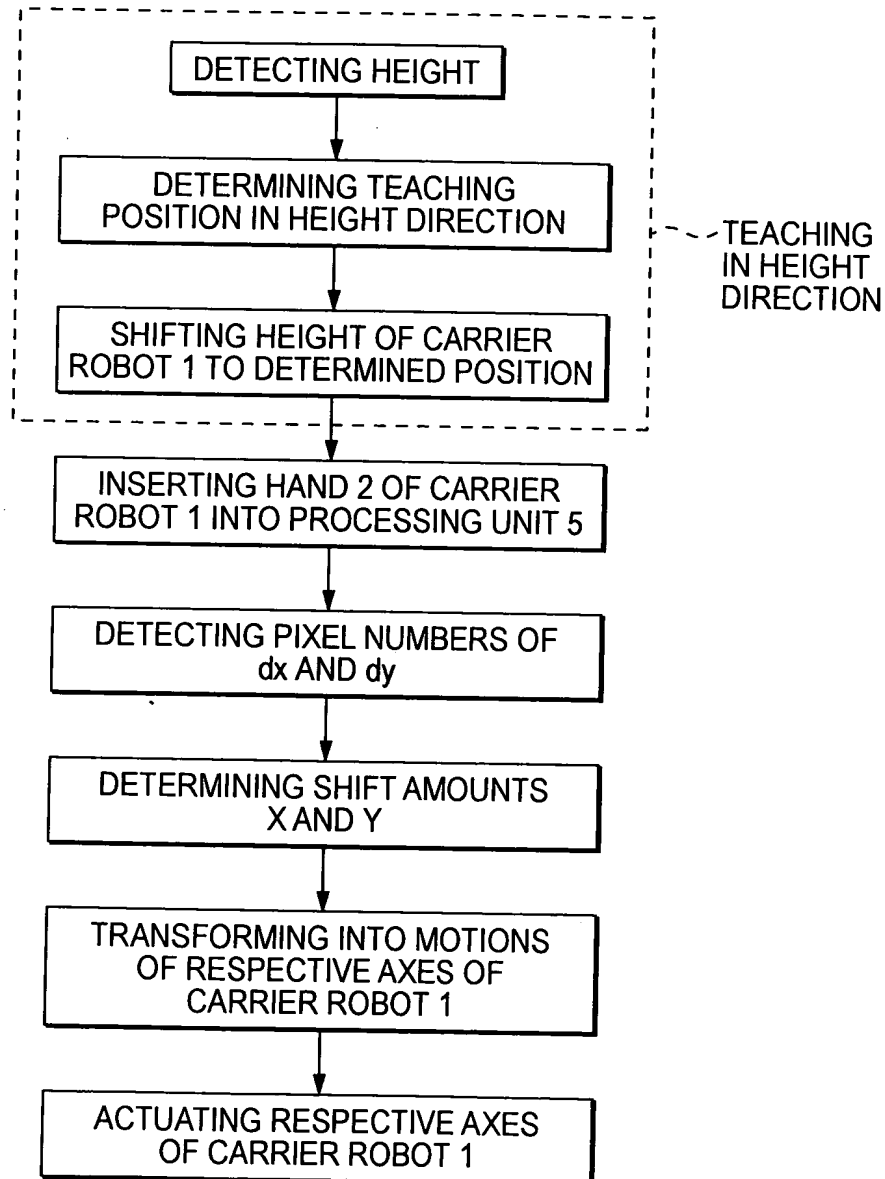 DETECTING HEIGHT
DETERMINING TEACHING
POSITION IN HEIGHT DIRECTION
SHIFTING HEIGHT OF CARRIER
ROBOT 1 TO DETERMINED POSITION
TEACHING
IN HEIGHT
DIRECTION
INSERTING HAND 2 OF CARRIER
ROBOT 1 INTO PROCESSING UNIT 5
DETECTING PIXEL NUMBERS OF
dx AND dy
DETERMINING SHIFT AMOUNTS
X AND Y
TRANSFORMING INTO MOTIONS
OF RESPECTIVE AXES OF
CARRIER ROBOT 1
ACTUATING RESPECTIVE AXES
OF CARRIER ROBOT 1